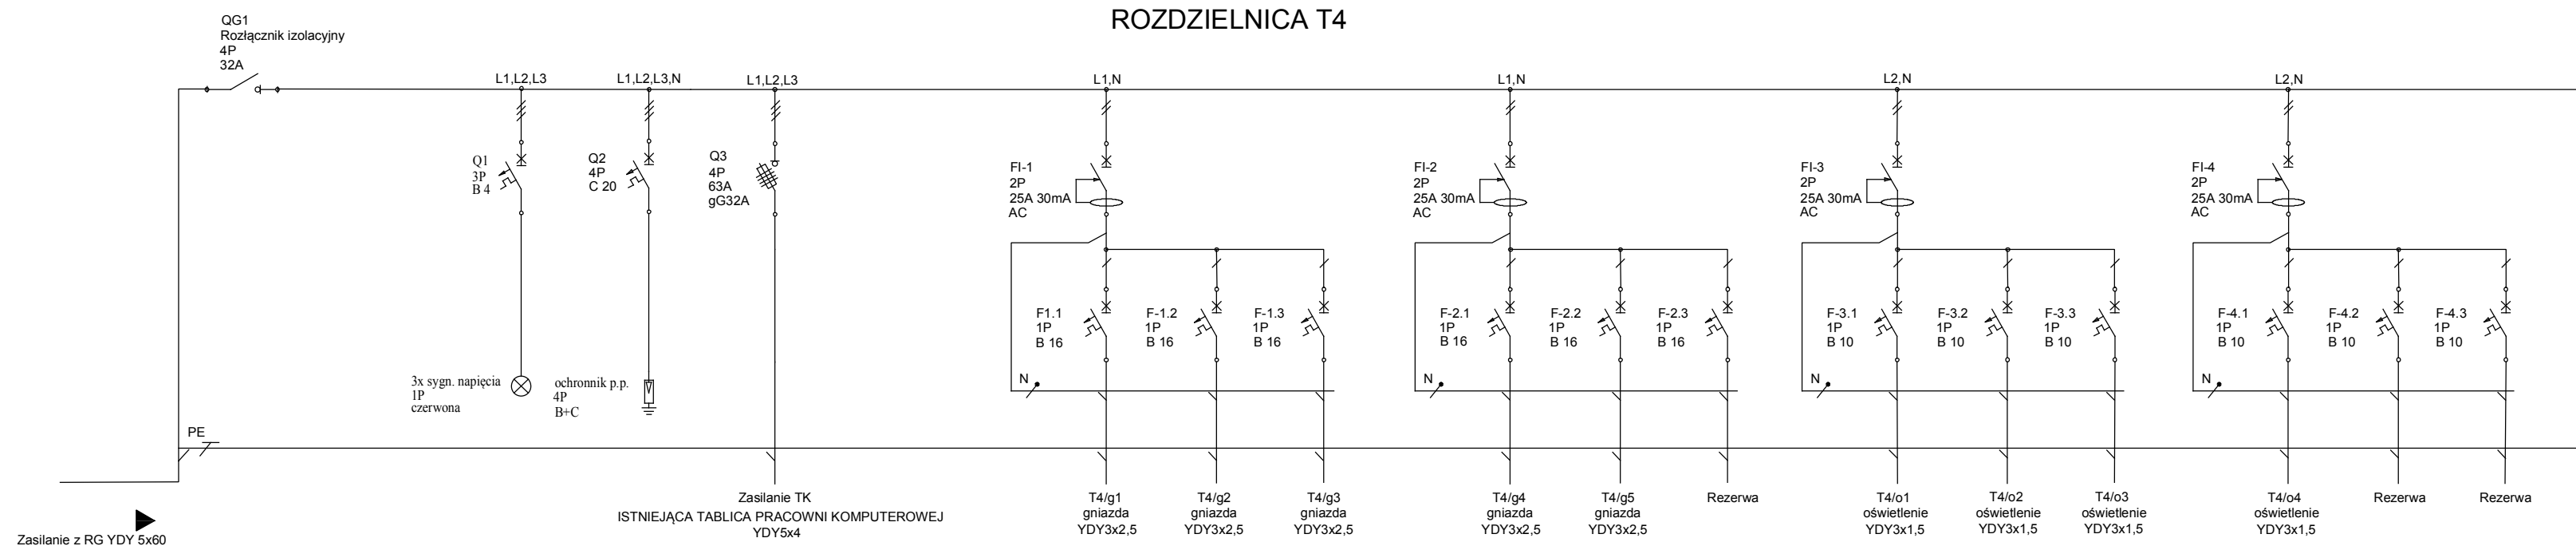 ROZDZIELNICA T4
QG1
Rozłącznik izolacyjny
4P
32A
L1,L2,L3
L1,L2,L3,N
L1,L2,L3
L1,N
L1,N
L2,N
L2,N
Q1
3P
B 4
Q2
4P
C 20
Q3
4P
63A
gG32A
FI-1
2P
25A 30mA
AC
FI-2
2P
25A 30mA
AC
FI-3
2P
25A 30mA
AC
FI-4
2P
25A 30mA
AC
F1.1
1P
B 16
F-1.2
1P
B 16
F-1.3
1P
B 16
F-2.1
1P
B 16
F-2.2
1P
B 16
F-2.3
1P
B 16
F-3.1
1P
B 10
F-3.2
1P
B 10
F-3.3
1P
B 10
F-4.1
1P
B 10
F-4.2
1P
B 10
F-4.3
1P
B 10
3x sygn. napięcia
1P
czerwona
ochronnik p.p.
4P
B+C
N
N
N
N
PE
Zasilanie z RG YDY 5x60
Zasilanie TK
ISTNIEJĄCA TABLICA PRACOWNI KOMPUTEROWEJ
YDY5x4
T4/g1
gniazda
YDY3x2,5
T4/g2
gniazda
YDY3x2,5
T4/g3
gniazda
YDY3x2,5
T4/g4
gniazda
YDY3x2,5
T4/g5
gniazda
YDY3x2,5
Rezerwa
T4/o1
oświetlenie
YDY3x1,5
T4/o2
oświetlenie
YDY3x1,5
T4/o3
oświetlenie
YDY3x1,5
T4/o4
oświetlenie
YDY3x1,5
Rezerwa
Rezerwa